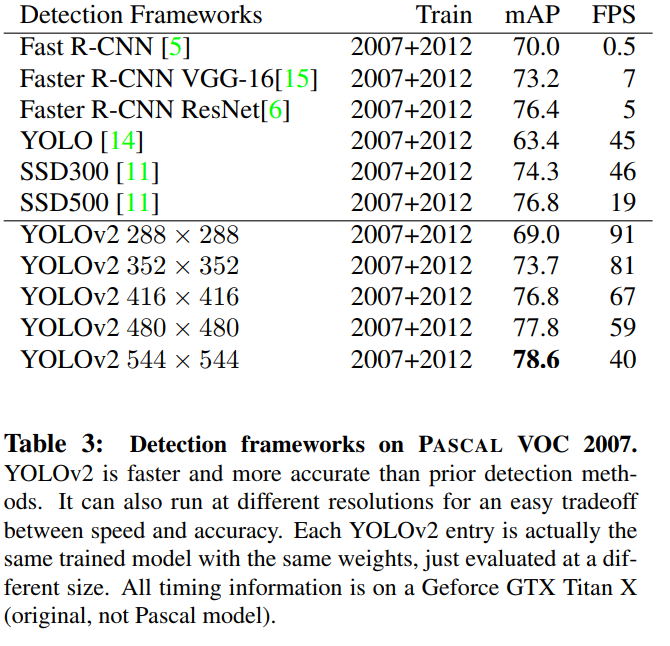 Detection Frameworks Train mAP FPS
Fast R-CNN [5] 2007+2012 70.0 0.5
Faster R-CNN VGG-16[15] 2007+2012 73.2 7
Faster R-CNN ResNet[6] 2007+2012 76.4 5
YOLO [14] 2007+2012 63.4 45
SSD300 [11] 2007+2012 74.3 46
SSD500 [11] 2007+2012 76.8 19
YOLOv2 288 × 288 2007+2012 69.0 91
YOLOv2 352 × 352 2007+2012 73.7 81
YOLOv2 416 × 416 2007+2012 76.8 67
YOLOv2 480 × 480 2007+2012 77.8 59
YOLOv2 544 × 544 2007+2012 78.6 40
Table 3: Detection frameworks on PASCAL VOC 2007.
YOLOv2 is faster and more accurate than prior detection meth-
ods. It can also run at different resolutions for an easy tradeoff
between speed and accuracy. Each YOLOv2 entry is actually the
same trained model with the same weights, just evaluated at a dif-
ferent size. All timing information is on a Geforce GTX Titan X
(original, not Pascal model).